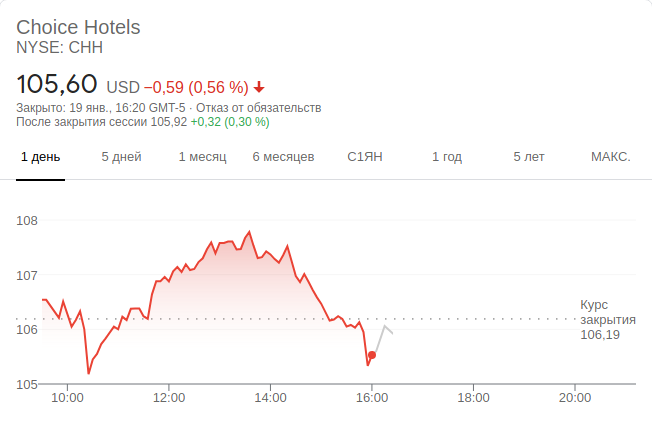 Choice Hotels
NYSE: CHH
105,60 USD −0,59 (0,56 %)
Закрыто: 19 янв., 16:20 GMT-5 · Отказ от обязательств
После закрытия сессии 105,92 +0,32 (0,30 %)
1 день 5 дней 1 месяц 6 месяцев С1ЯН 1 год 5 лет МАКС.
108
107
106
105
Курс
закрытия
106,19
10:00 12:00 14:00 16:00 18:00 20:00